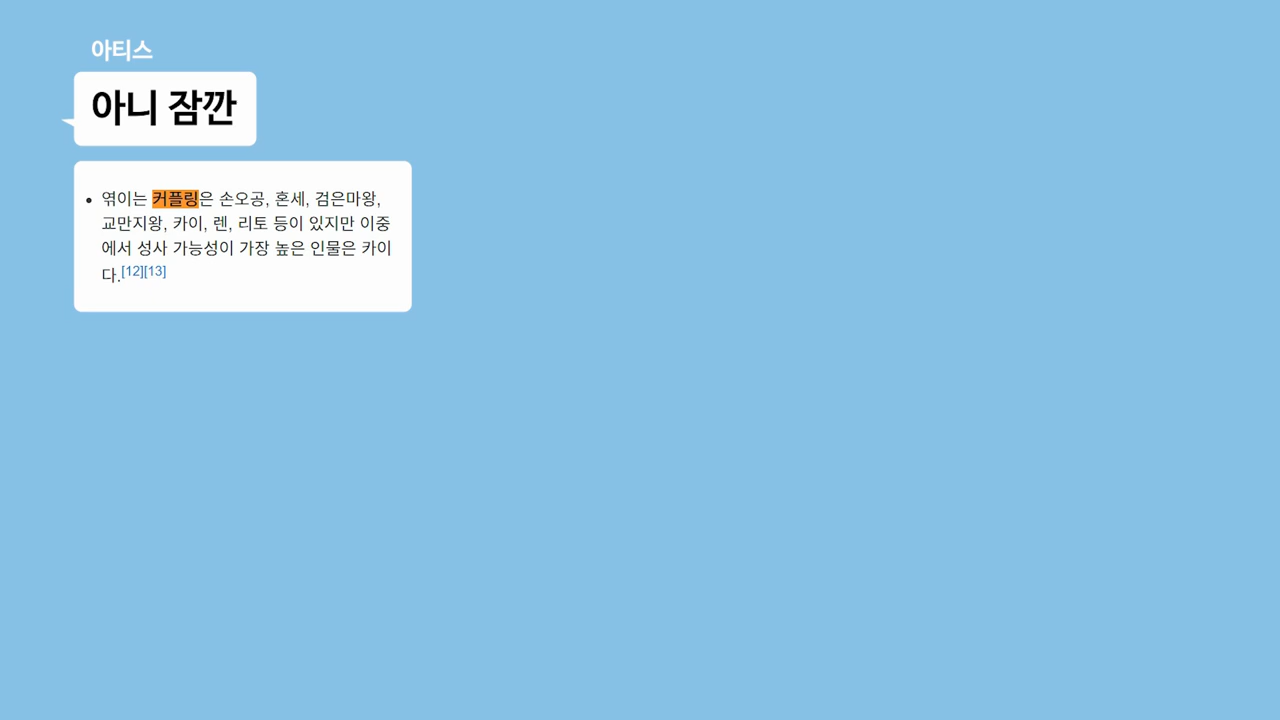 아티스
아니 잠깐
• 엮이는 커플링은 손오공, 혼세, 검은마왕,
교만지왕, 카이, 렌, 리토 등이 있지만 이중
에서 성사 가능성이 가장 높은 인물은 카이
다.[12][13]